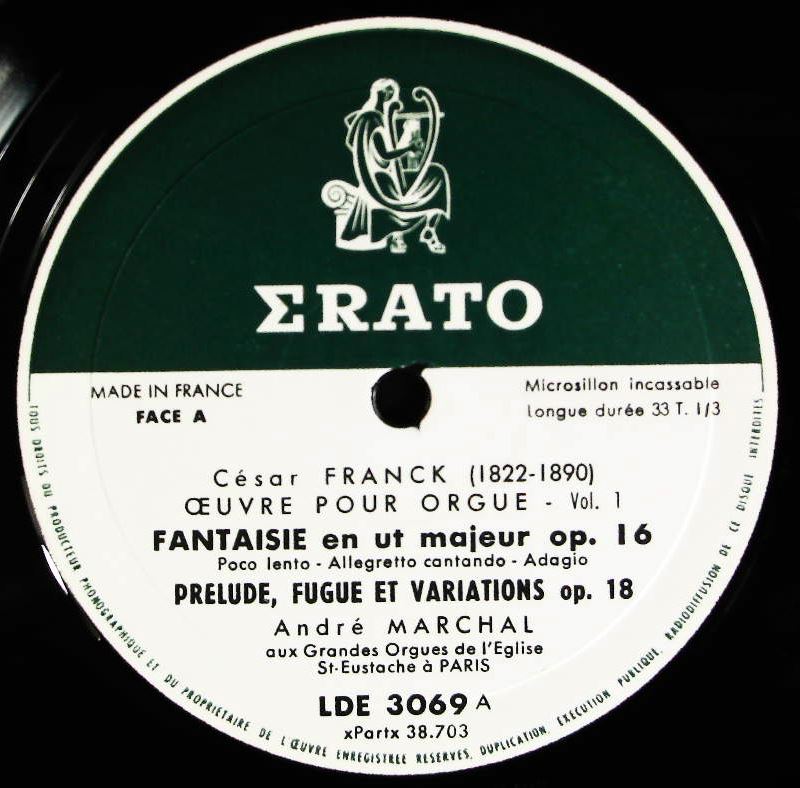 ΣRATO
MADE IN FRANCE
FACE A
Microsillon incassable
Longue durée 33 T. 1/3
César FRANCK (1822-1890)
ŒUVRE POUR ORGUE - Vol. 1
FANTAISIE en ut majeur op. 16
Poco lento - Allegretto cantando - Adagio
PRELUDE, FUGUE ET VARIATIONS op. 18
André MARCHAL
aux Grandes Orgues de l'Eglise
St-Eustache à PARIS
LDE 3069 A
xPartx 38.703
TOUS DROITS DU PRODUCTEUR PHONOGRAPHIQUE ET DU PROPRIETAIRE DE L'ŒUVRE ENREGISTREE RESERVES. DUPLICATION, EXECUTION PUBLIQUE, RADIODIFFUSION DE CE DISQUE INTERDITES